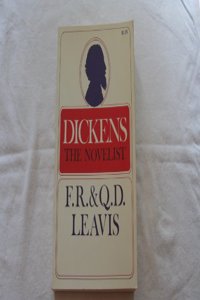 DICKENS
THE NOVELIST
F.R.&Q.D.
LEAVIS